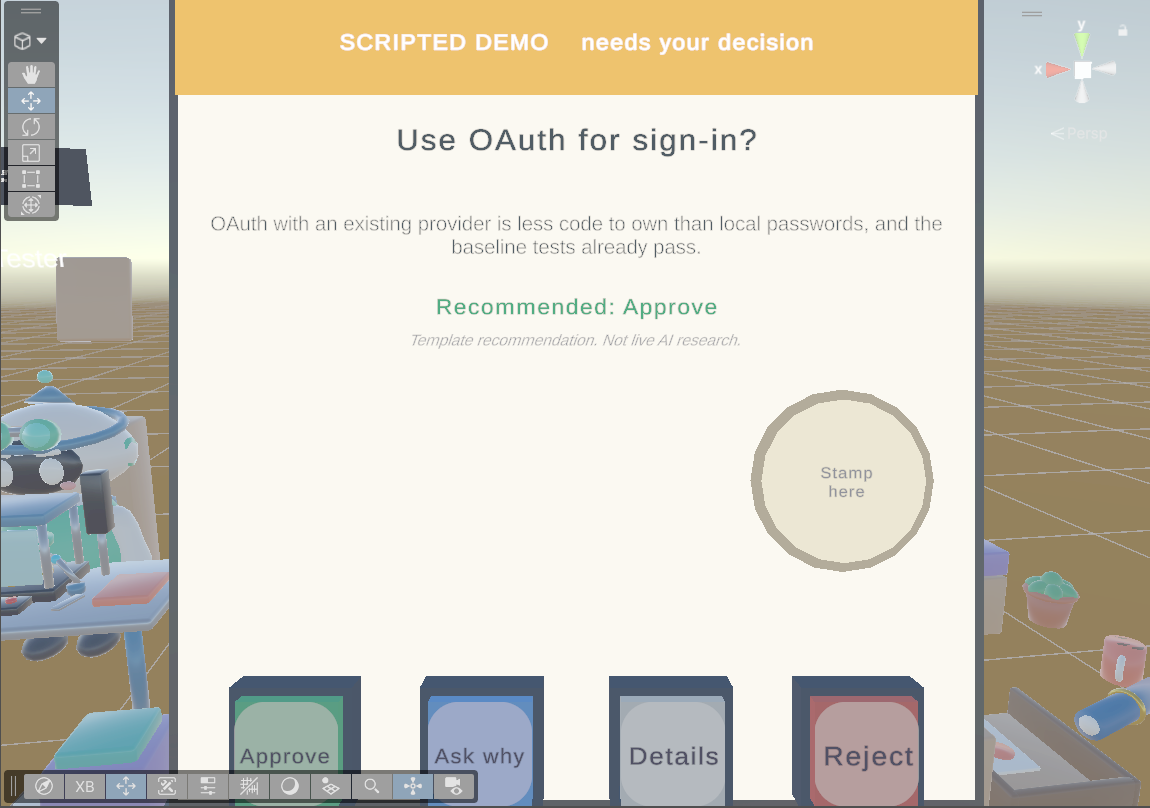 SCRIPTED DEMO needs your decision
Use OAuth for sign-in?
OAuth with an existing provider is less code to own than local passwords, and the
baseline tests already pass.
Recommended: Approve
Template recommendation. Not live AI research.
Stamp
here
Approve
Ask why
Details
Reject
y
x
Persp
XB